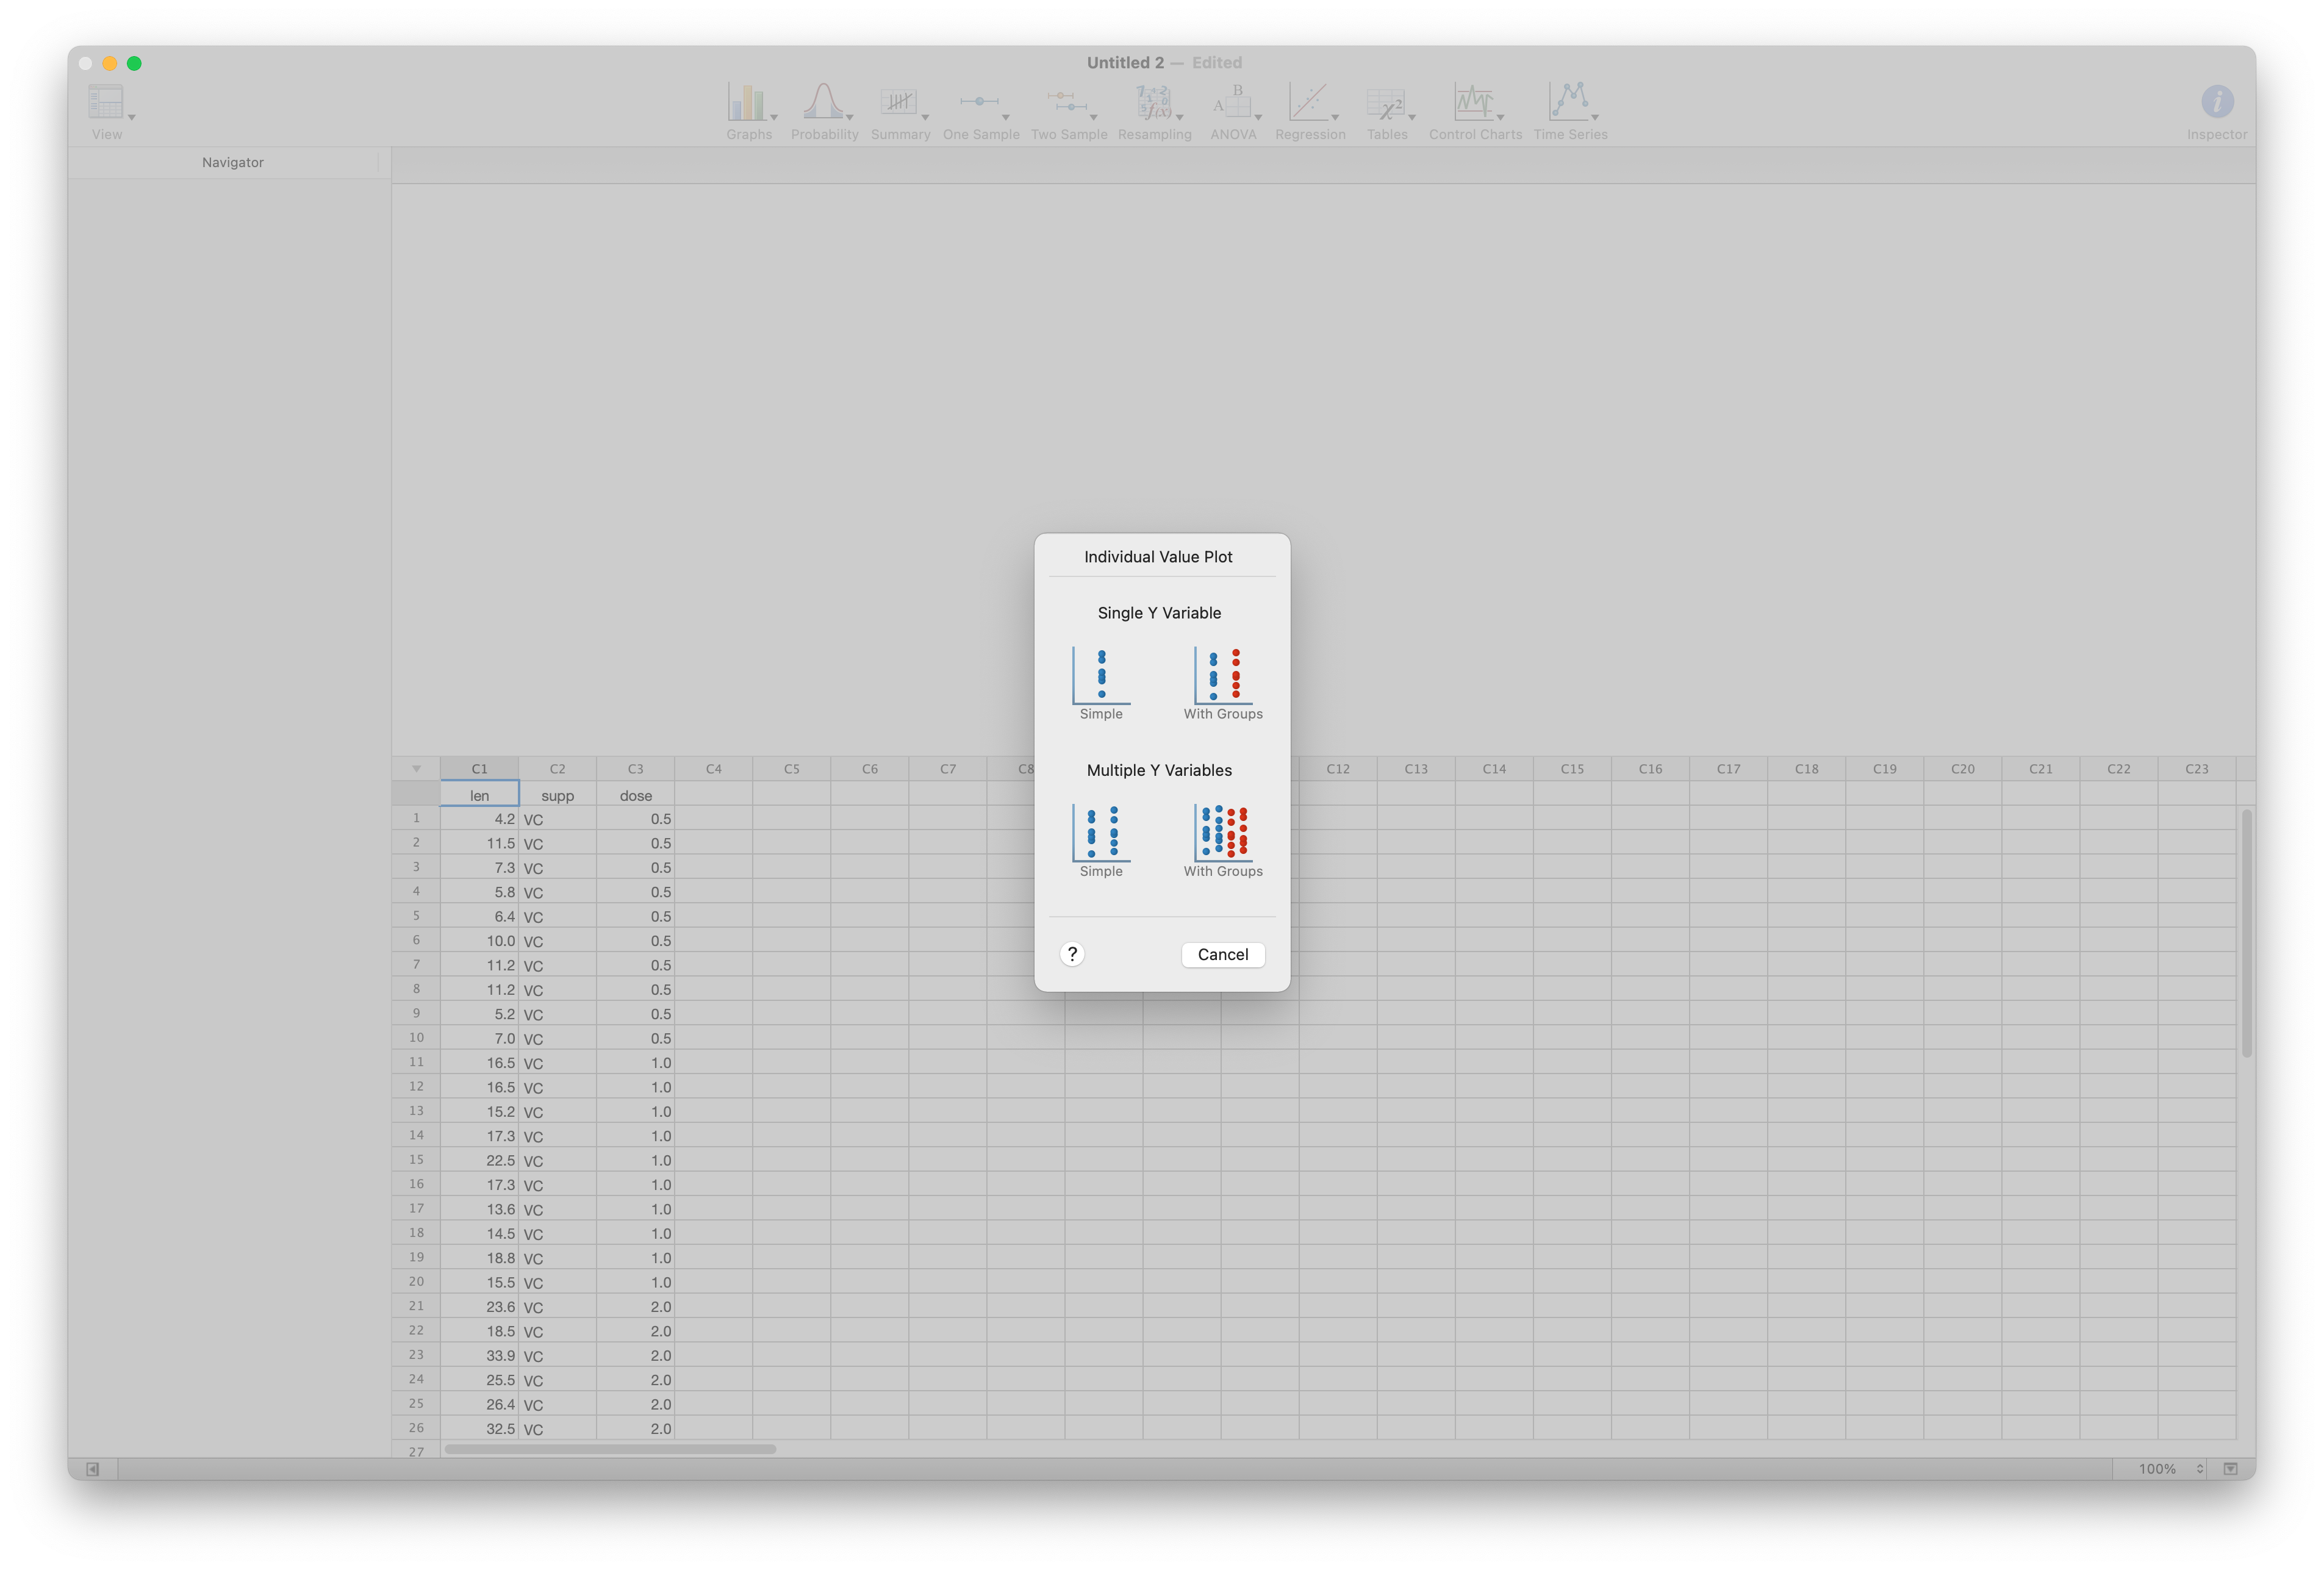 Untitled 2 — Edited
View
Graphs Probability Summary One Sample Two Sample Resampling ANOVA Regression Tables Control Charts Time Series Inspector
Navigator
Individual Value Plot
Single Y Variable
Simple With Groups
Multiple Y Variables
Simple With Groups
? Cancel
C1 C2 C3 C4 C5 C6 C7 C8 C12 C13 C14 C15 C16 C17 C18 C19 C20 C21 C22 C23
len supp dose
1 4.2 VC 0.5
2 11.5 VC 0.5
3 7.3 VC 0.5
4 5.8 VC 0.5
5 6.4 VC 0.5
6 10.0 VC 0.5
7 11.2 VC 0.5
8 11.2 VC 0.5
9 5.2 VC 0.5
10 7.0 VC 0.5
11 16.5 VC 1.0
12 16.5 VC 1.0
13 15.2 VC 1.0
14 17.3 VC 1.0
15 22.5 VC 1.0
16 17.3 VC 1.0
17 13.6 VC 1.0
18 14.5 VC 1.0
19 18.8 VC 1.0
20 15.5 VC 1.0
21 23.6 VC 2.0
22 18.5 VC 2.0
23 33.9 VC 2.0
24 25.5 VC 2.0
25 26.4 VC 2.0
26 32.5 VC 2.0
27
100%